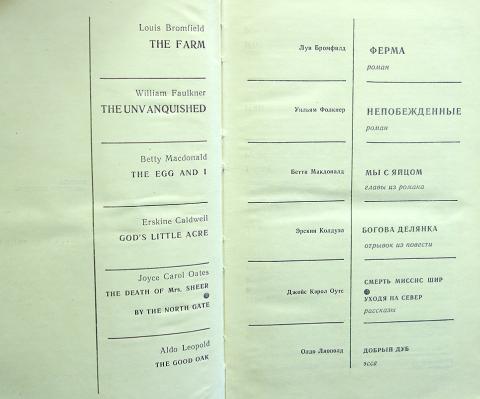 Louis Bromfield
THE FARM
William Faulkner
THE UNVANQUISHED
Betty Macdonald
THE EGG AND I
Erskine Caldwell
GOD'S LITTLE ACRE
Joyce Carol Oates
THE DEATH OF Mrs. SHEER
BY THE NORTH GATE
Aldo Leopold
THE GOOD OAK
Луи Бромфилд
ФЕРМА
роман
Уильям Фолкнер
НЕПОБЕЖДЕННЫЕ
роман
Бетти Макдональд
МЫ С ЯЙЦОМ
главы из романа
Эрскин Колдуэл
БОГОВА ДЕЛЯНКА
отрывок из повести
Джойс Кэрол Оутс
СМЕРТЬ МИССИС ШИР
УХОДЯ НА СЕВЕР
рассказы
Олдо Леопольд
ДОБРЫЙ ДУБ
эссе